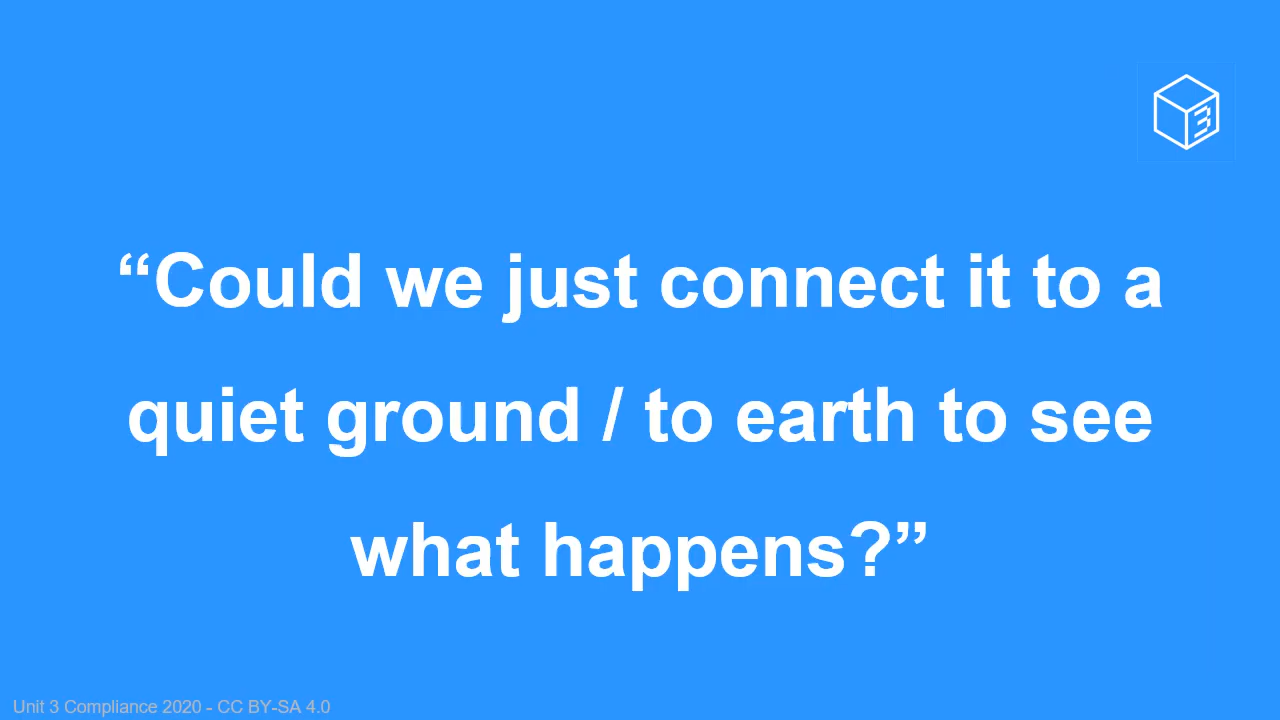 3
“Could we just connect it to a
quiet ground / to earth to see
what happens?”
Unit 3 Compliance 2020 - CC BY-SA 4.0